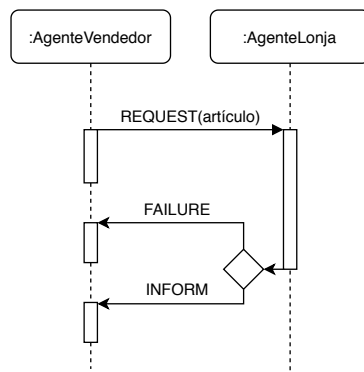 :AgenteVendedor
:AgenteLonja
REQUEST(artículo)
FAILURE
INFORM